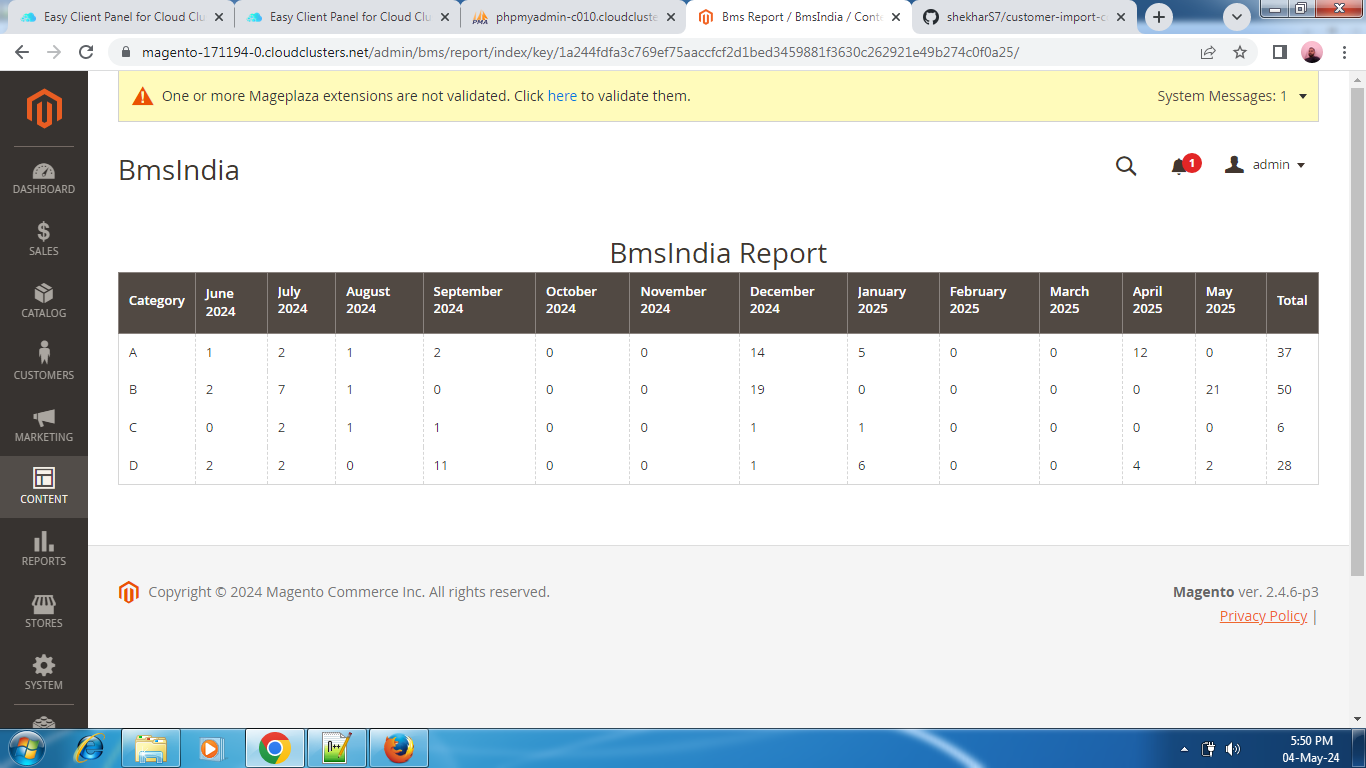 Easy Client Panel for Cloud Clu
Easy Client Panel for Cloud Clu
phpmyadmin-c010.cloudcluste
Bms Report / BmsIndia / Cont
shekharS7/customer-import-c
magento-171194-0.cloudclusters.net/admin/bms/report/index/key/1a244fdfa3c769ef75aaccfcf2d1bed3459881f3630c262921e49b274c0f0a25/
One or more Mageplaza extensions are not validated. Click here to validate them.
System Messages: 1
BmsIndia
1
admin
DASHBOARD
SALES
CATALOG
CUSTOMERS
MARKETING
CONTENT
REPORTS
STORES
SYSTEM
BmsIndia Report
Category June 2024 July 2024 August 2024 September 2024 October 2024 November 2024 December 2024 January 2025 February 2025 March 2025 April 2025 May 2025 Total
A 1 2 1 2 0 0 14 5 0 0 12 0 37
B 2 7 1 0 0 0 19 0 0 0 0 21 50
C 0 2 1 1 0 0 1 1 0 0 0 0 6
D 2 2 0 11 0 0 1 6 0 0 4 2 28
Copyright © 2024 Magento Commerce Inc. All rights reserved.
Magento ver. 2.4.6-p3
Privacy Policy |
5:50 PM
04-May-24